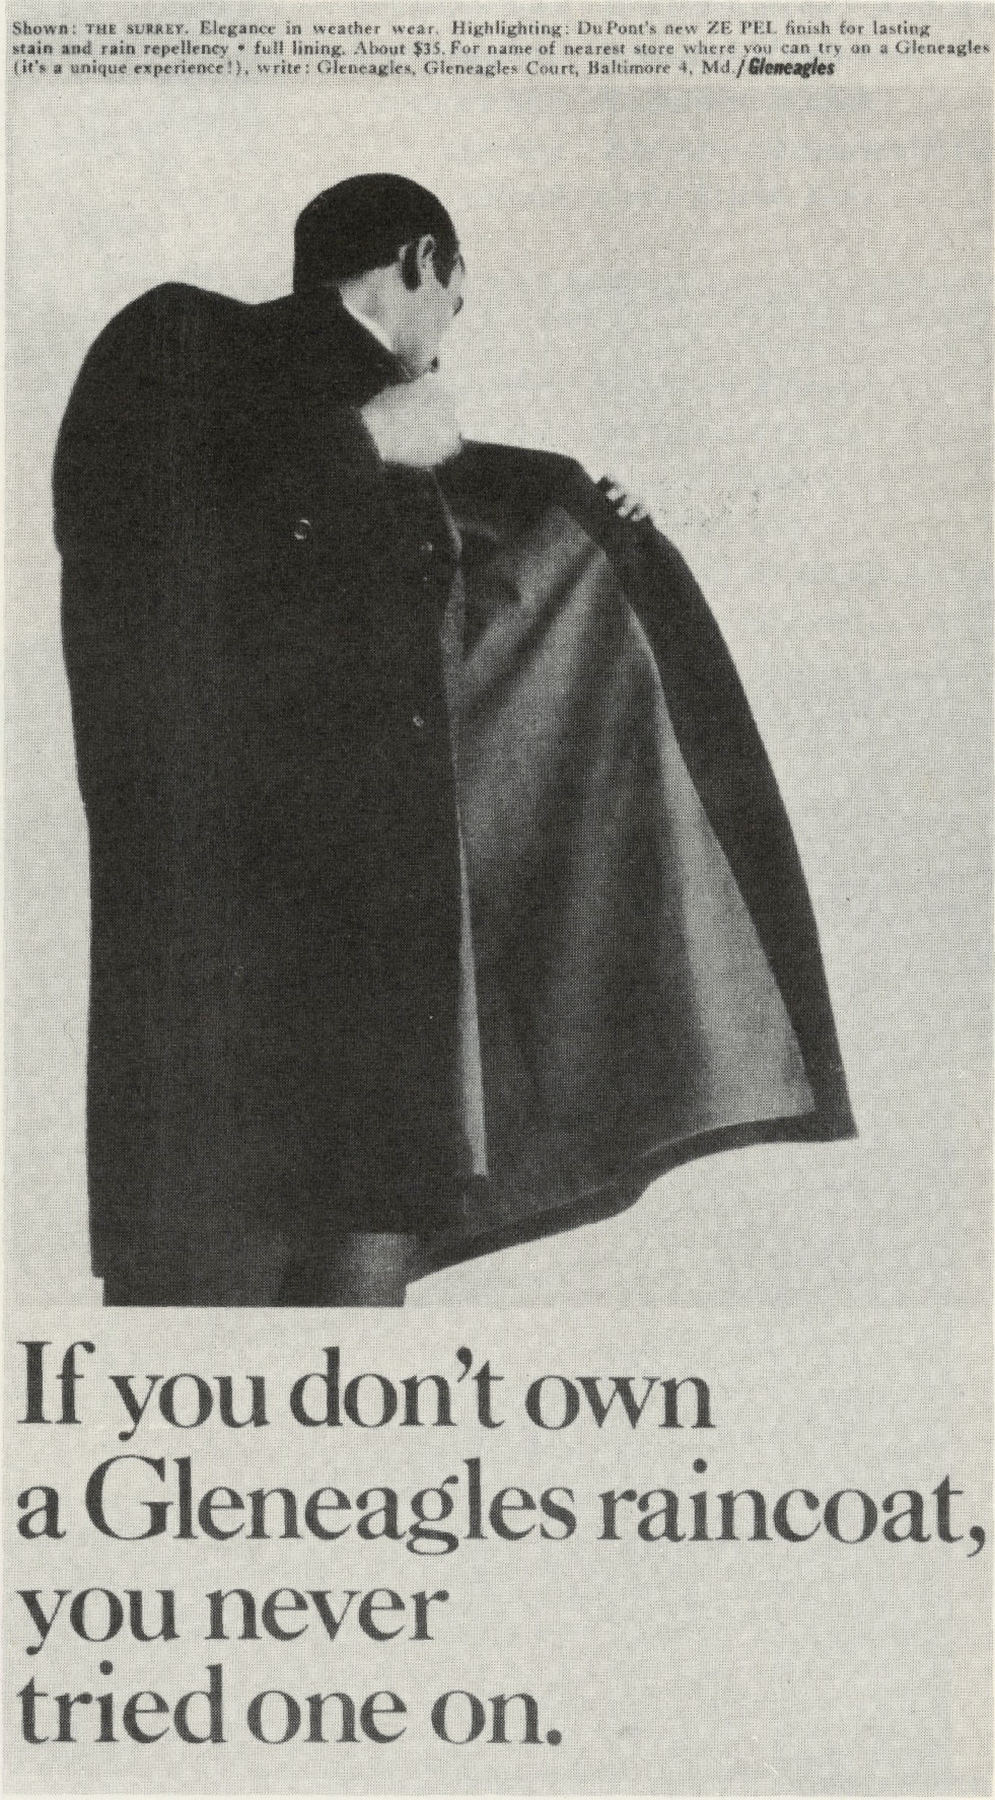 Shown: THE SURREY. Elegance in weather wear. Highlighting: DuPont's new ZE PEL finish for lasting
stain and rain repellency • full lining. About $35. For name of nearest store where you can try on a Gleneagles
(it's a unique experience!), write: Gleneagles, Gleneagles Court, Baltimore 4, Md./Gleneagles
If you don't own
a Gleneagles raincoat,
you never
tried one on.